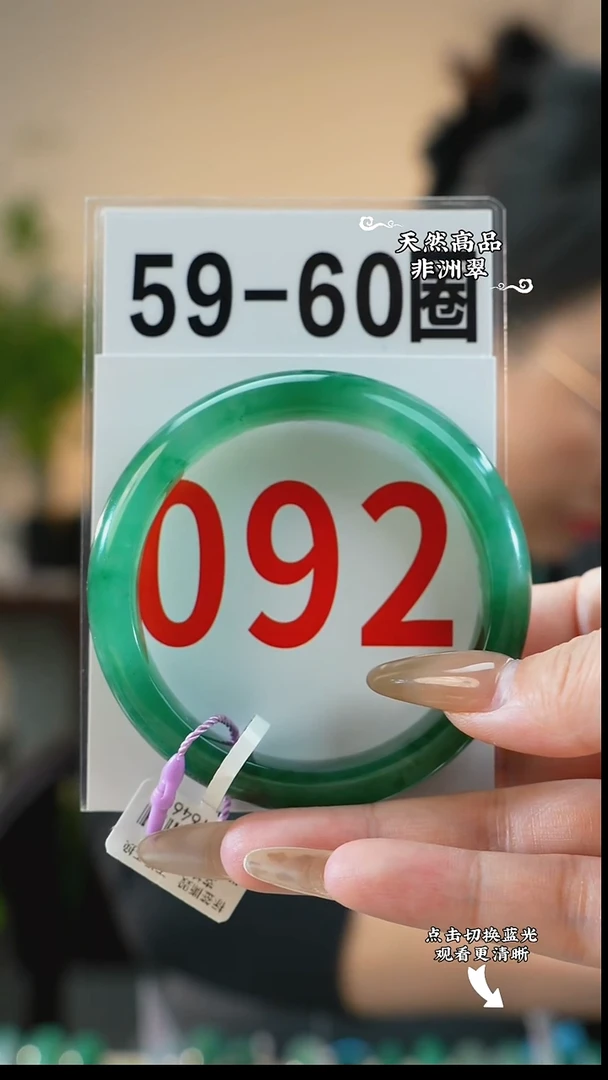 59-60圈
天然高品
非洲翠
092
点击切换蓝光
观看更清晰